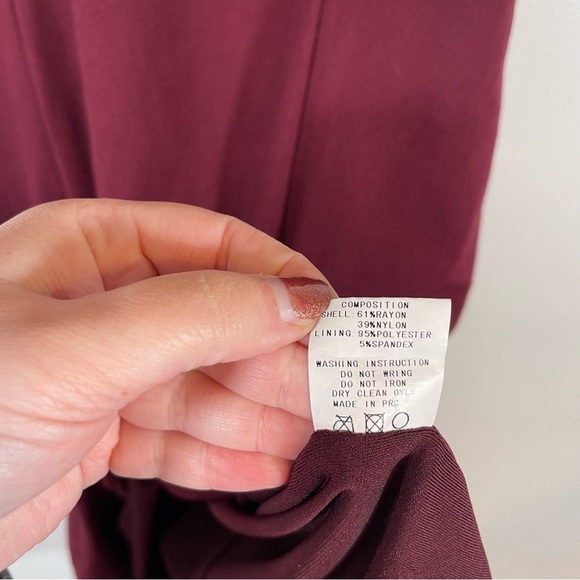 COMPOSITION
SHELL:61%RAYON
39%NYLON
LINING:95%POLYESTER
5%SPANDEX
WASHING INSTRUCTION
DO NOT WRING
DO NOT IRON
DRY CLEAN ONLY
MADE IN PRC